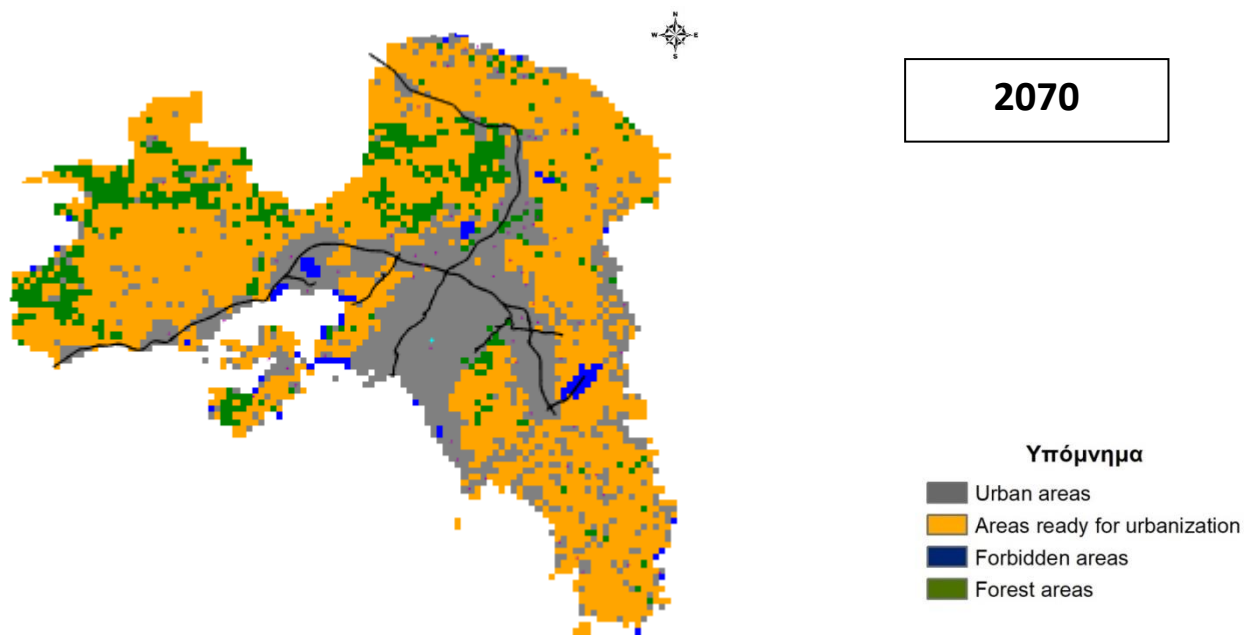 N
W
E
S
2070
Υπόμνημα
Urban areas
Areas ready for urbanization
Forbidden areas
Forest areas